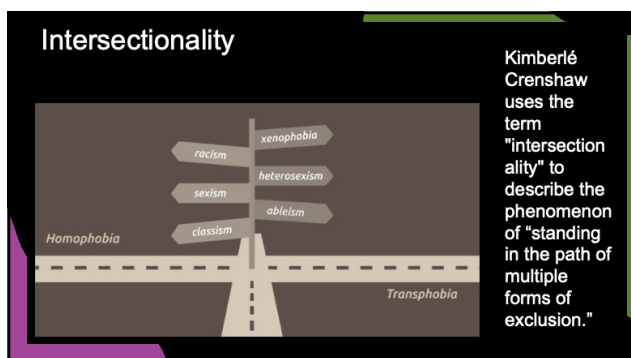 Intersectionality
xenophobia
racism
heterosexism
sexism
ableism
classism
Homophobia
Transphobia
Kimberlé
Crenshaw
uses the
term
"intersection
ality" to
describe the
phenomenon
of “standing
in the path of
multiple
forms of
exclusion.”